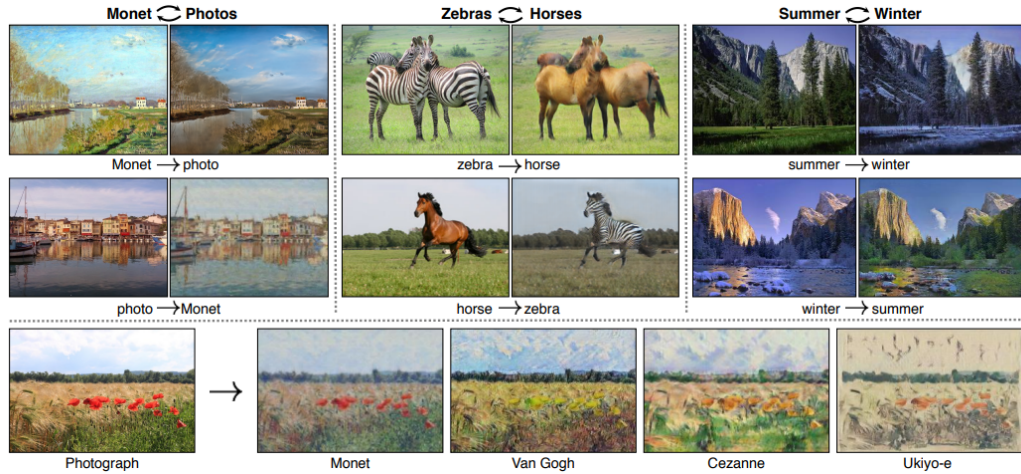 Monet ⇄ Photos
Zebras ⇄ Horses
Summer ⇄ Winter
Monet → photo
zebra → horse
summer → winter
photo → Monet
horse → zebra
winter → summer
Photograph
Monet
Van Gogh
Cezanne
Ukiyo-e